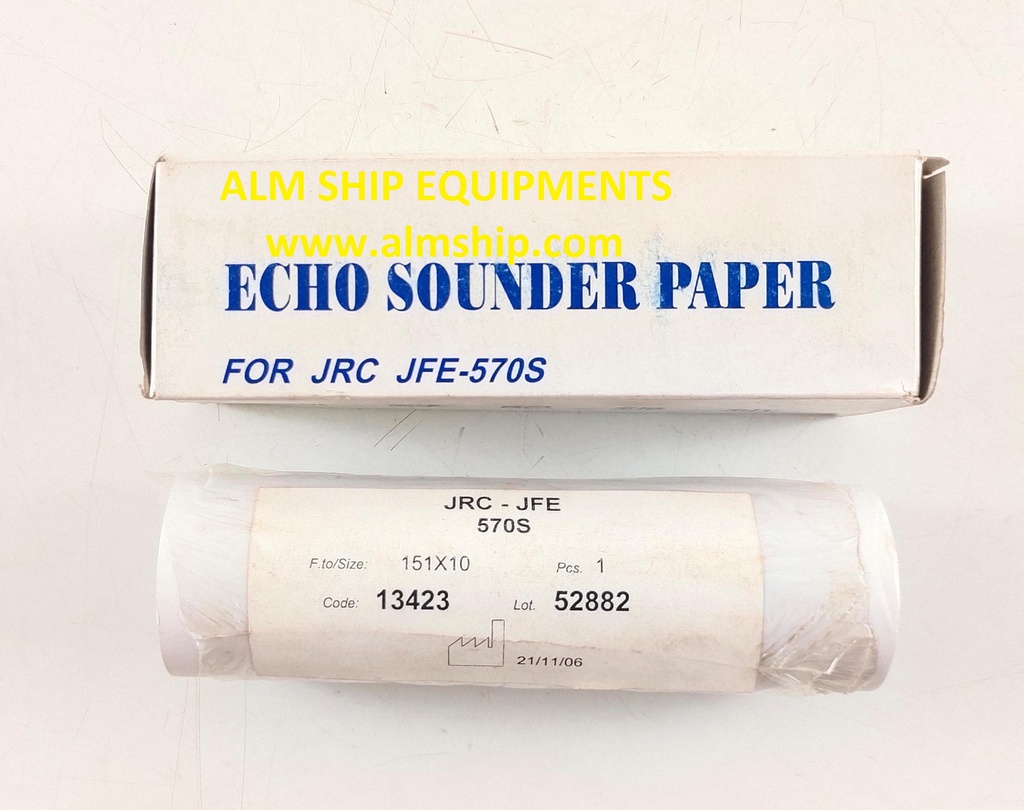 ALM SHIP EQUIPMENTS
www.almship.com
ECHO SOUNDER PAPER
FOR JRC JFE-570S
JRC - JFE
570S
F.to/Size: 151X10 Pcs. 1
Code: 13423 Lot. 52882
21/11/06